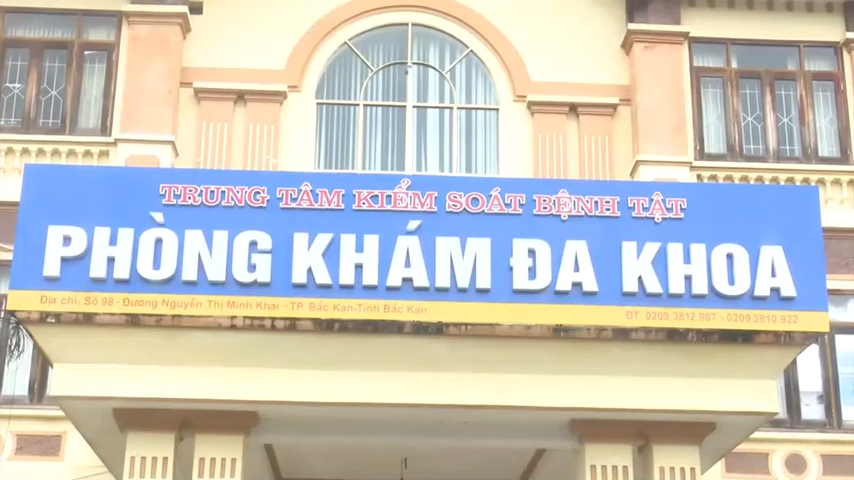 TRUNG TÂM KIỂM SOÁT BỆNH TẬT
PHÒNG KHÁM ĐA KHOA
Địa chỉ: Số 98 - Đường Nguyễn Thị Minh Khai - TP. Bắc Kạn-Tỉnh Bắc Kạn ĐT: 0209.3812.907 - 0209.3810.922